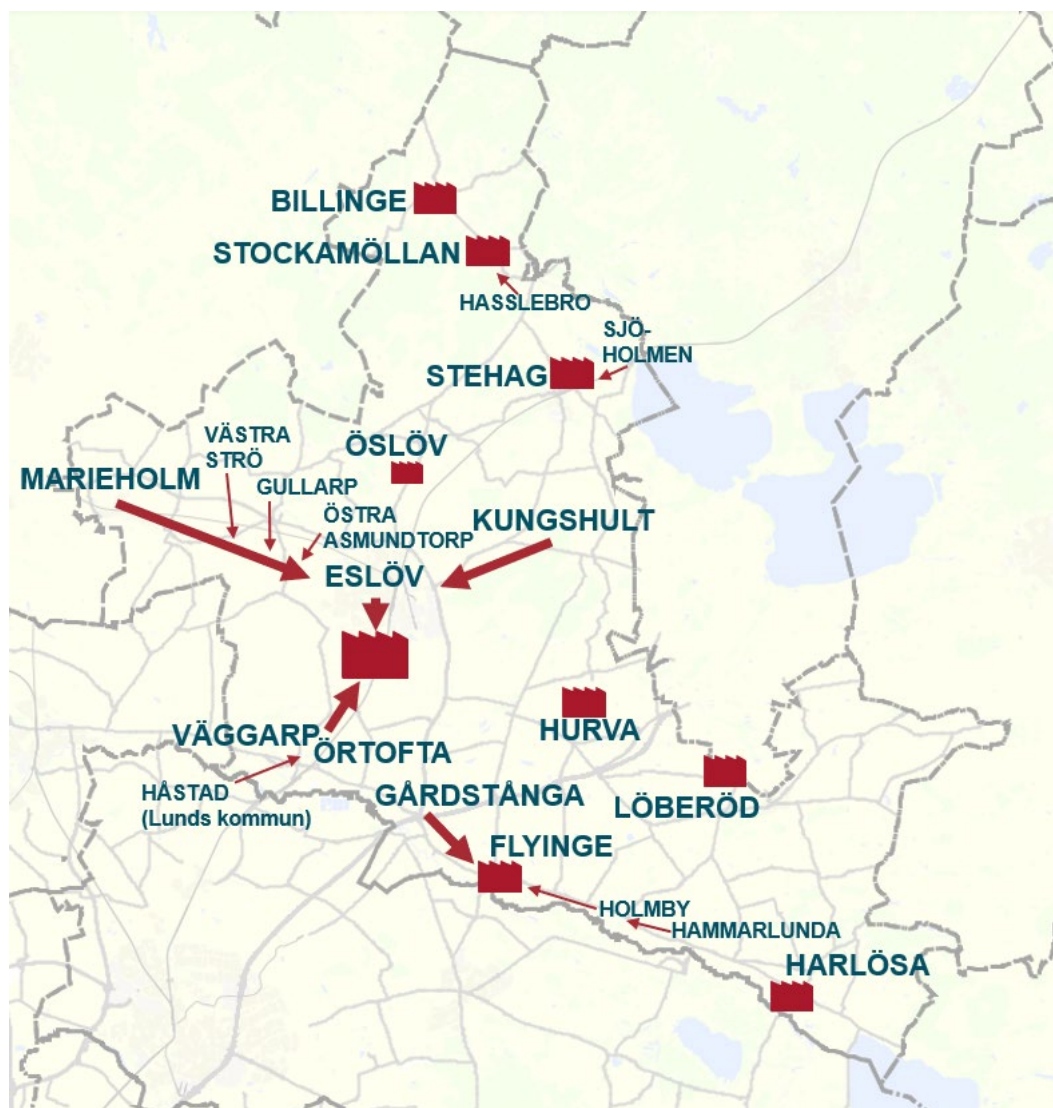 BILLINGE
STOCKAMÖLLAN
HASSLEBRO
SJÖ-
HOLMEN
STEHAG
VÄSTRA
STRÖ
ÖSLÖV
MARIEHOLM
GULLARP
ÖSTRA
ASMUNDTORP
KUNGSHULT
ESLÖV
VÄGGARP
ÖRTOFTA
HURVA
HÅSTAD
(Lunds kommun)
GÅRDSTÅNGA
LÖBERÖD
FLYINGE
HOLMBY
HAMMARLUNDA
HARLÖSA